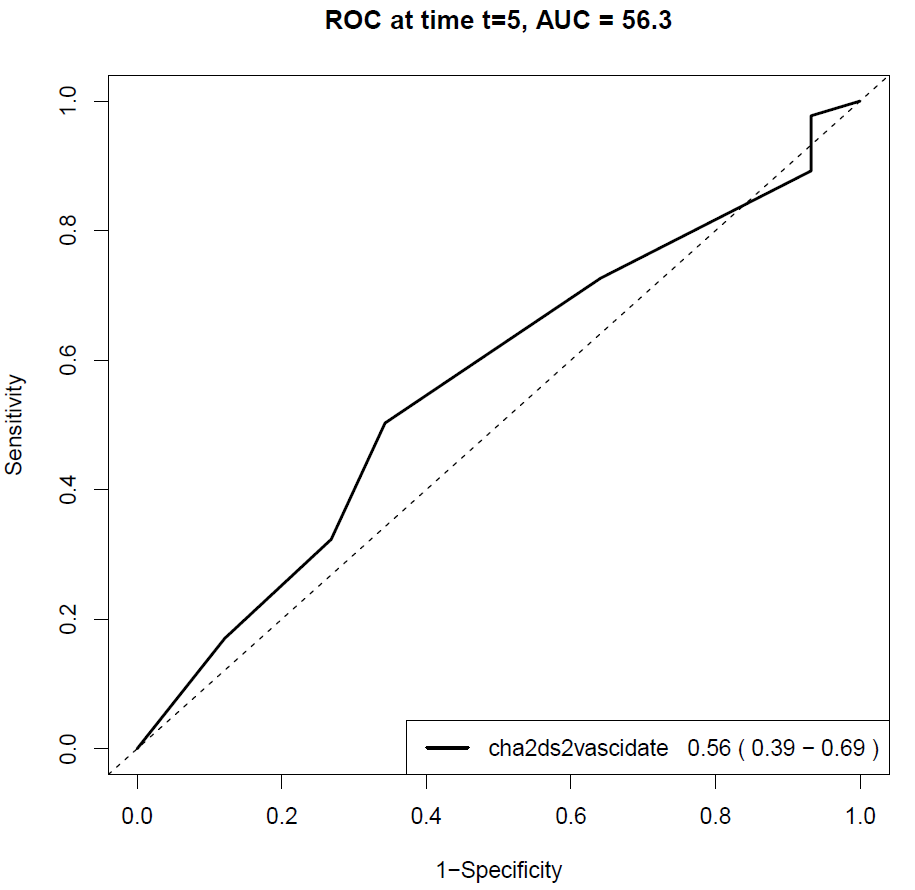 ROC at time t=5, AUC = 56.3
Sensitivity
1.0
0.8
0.6
0.4
0.2
0.0
cha2ds2vascidate 0.56 ( 0.39 − 0.69 )
0.0 0.2 0.4 0.6 0.8 1.0
1−Specificity